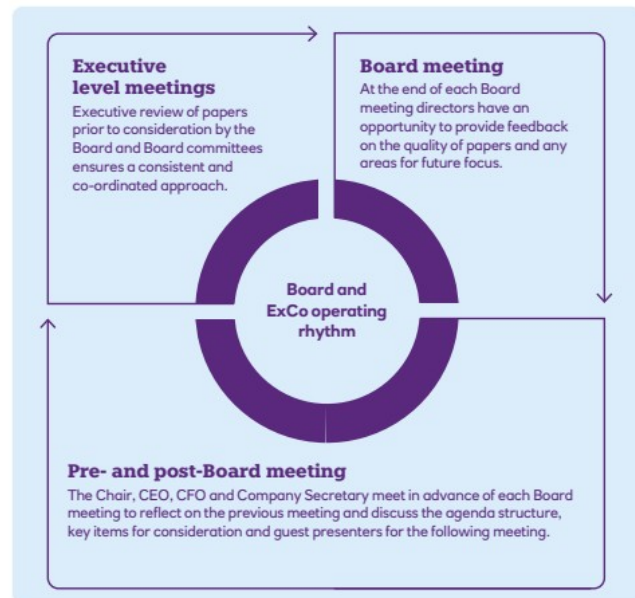 Executive
level meetings
Executive review of papers
prior to consideration by the
Board and Board committees
ensures a consistent and
co-ordinated approach.
Board meeting
At the end of each Board
meeting directors have an
opportunity to provide feedback
on the quality of papers and any
areas for future focus.
Board and
ExCo operating
rhythm
Pre- and post-Board meeting
The Chair, CEO, CFO and Company Secretary meet in advance of each Board
meeting to reflect on the previous meeting and discuss the agenda structure,
key items for consideration and guest presenters for the following meeting.